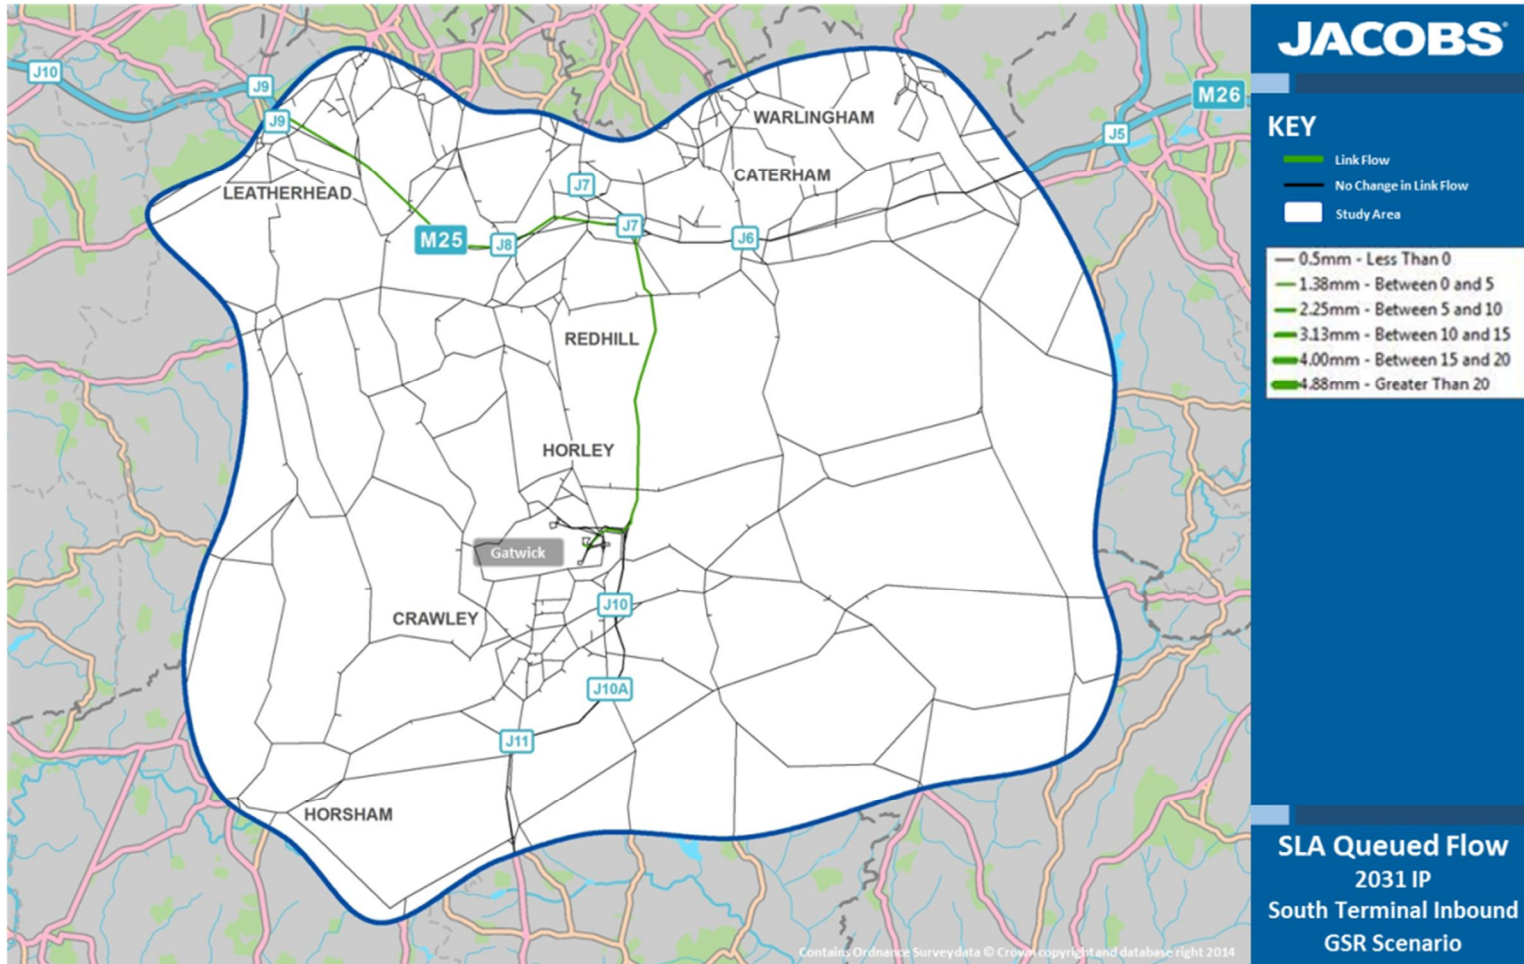 J10
J9
J9
LEATHERHEAD
M25
J8
J7
J7
WARLINGHAM
CATERHAM
J6
J5
M26
REDHILL
HORLEY
Gatwick
CRAWLEY
J10
J10A
J11
HORSHAM
Contains Ordnance Survey data © Crown copyright and database right 2014
JACOBS
KEY
Link Flow
No Change in Link Flow
Study Area
0.5mm - Less Than 0
1.38mm - Between 0 and 5
2.25mm - Between 5 and 10
3.13mm - Between 10 and 15
4.00mm - Between 15 and 20
4.88mm - Greater Than 20
SLA Queued Flow
2031 IP
South Terminal Inbound
GSR Scenario